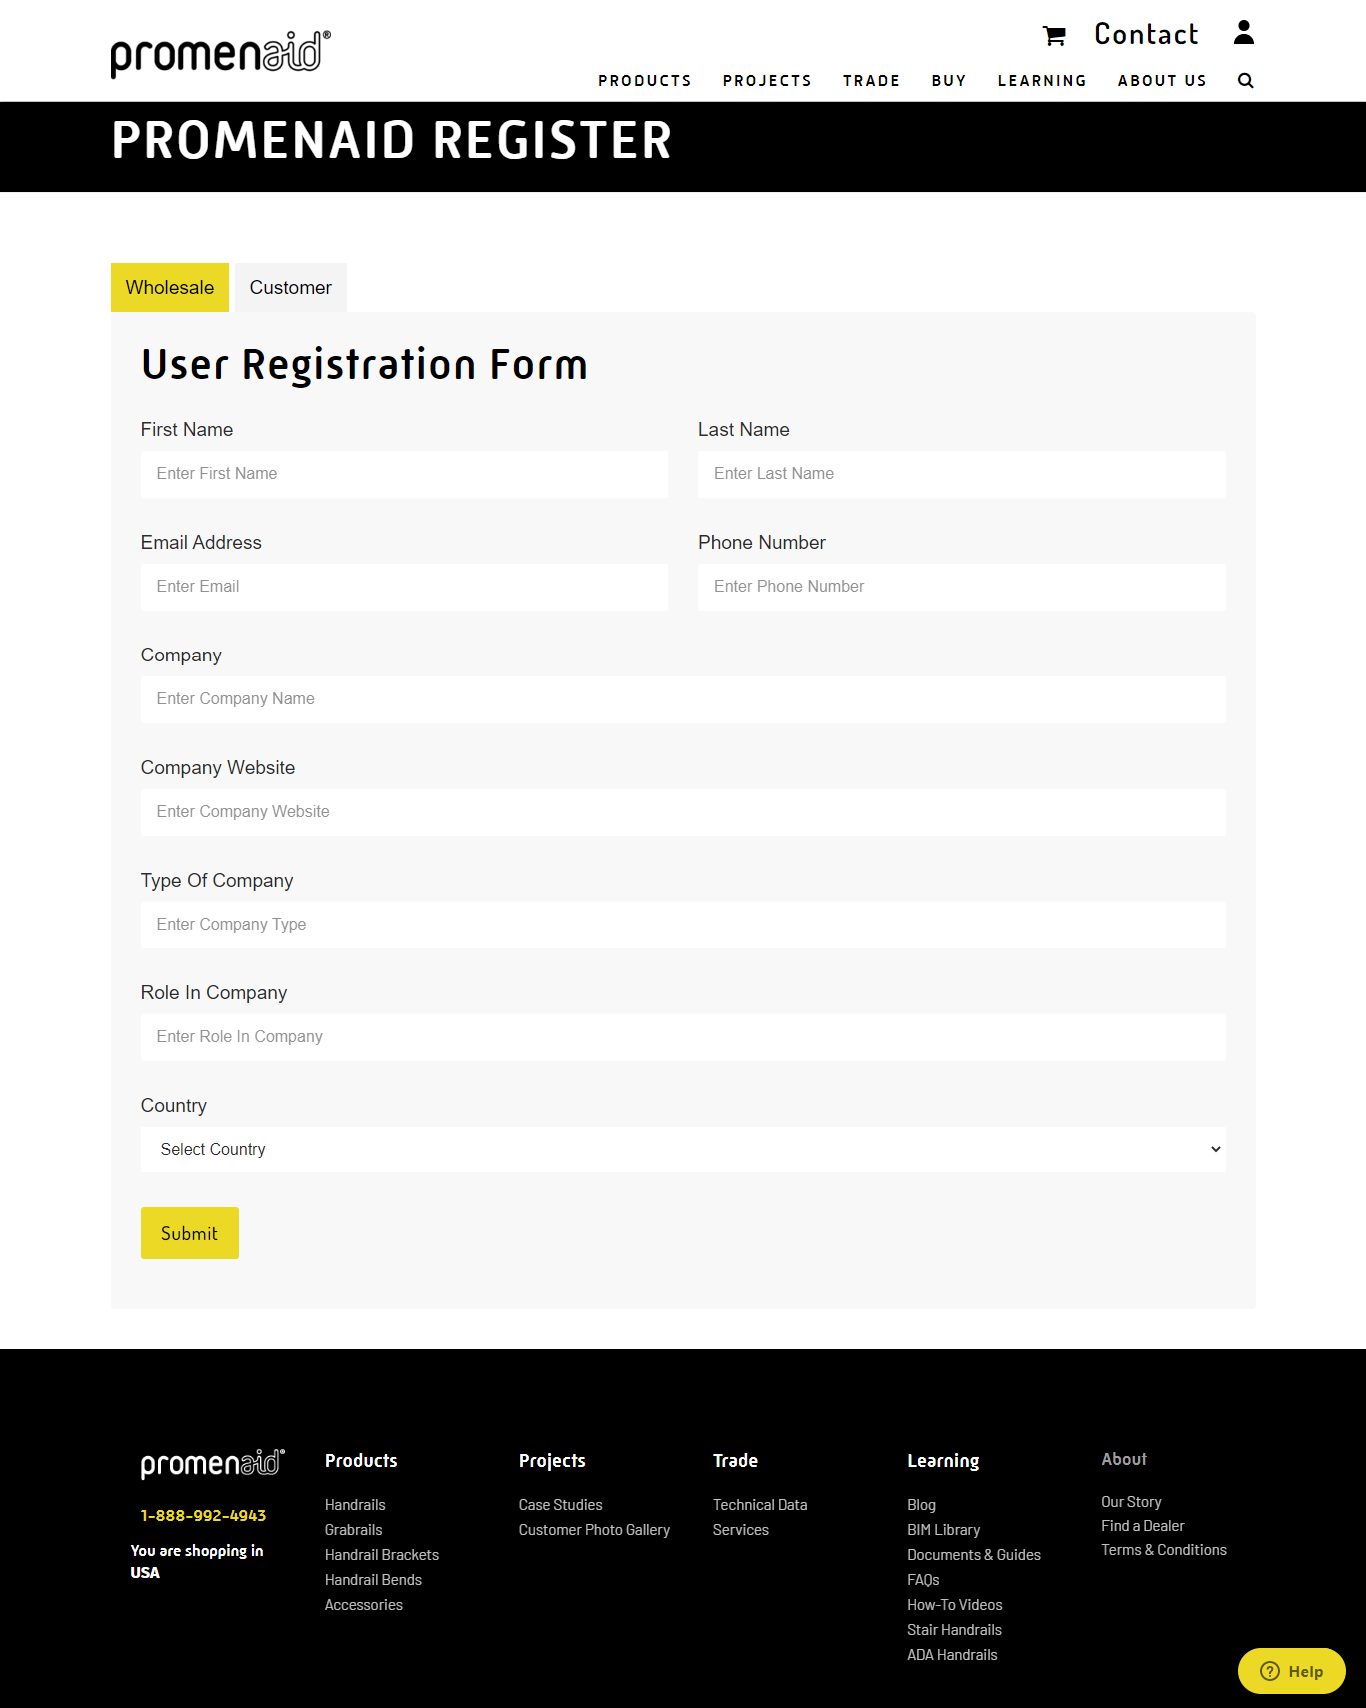 promenaid®
Contact
PRODUCTS PROJECTS TRADE BUY LEARNING ABOUT US
PROMENAID REGISTER
Wholesale Customer
User Registration Form
First Name Last Name
Enter First Name Enter Last Name
Email Address Phone Number
Enter Email Enter Phone Number
Company
Enter Company Name
Company Website
Enter Company Website
Type Of Company
Enter Company Type
Role In Company
Enter Role In Company
Country
Select Country
Submit
promenaid®
1-888-992-4943
You are shopping in
USA
Products
Handrails
Grabrails
Handrail Brackets
Handrail Bends
Accessories
Projects
Case Studies
Customer Photo Gallery
Trade
Technical Data
Services
Learning
Blog
BIM Library
Documents & Guides
FAQs
How-To Videos
Stair Handrails
ADA Handrails
About
Our Story
Find a Dealer
Terms & Conditions
Help